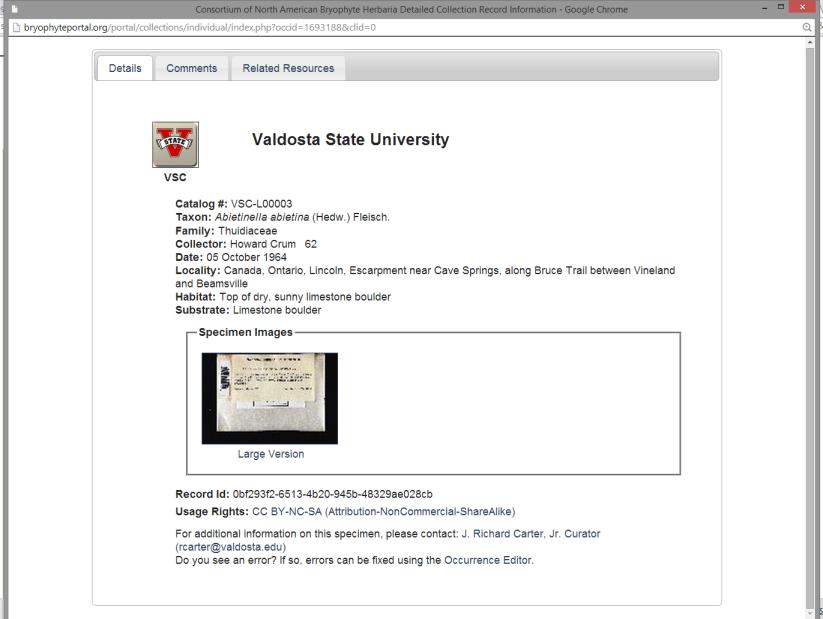 Consortium of North American Bryophyte Herbaria Detailed Collection Record Information - Google Chrome
bryophyteportal.org/portal/collections/individual/index.php?occid=1693188&clid=0
Details Comments Related Resources
STATE
Valdosta State University
VSC
Catalog #: VSC-L00003
Taxon: Abietinella abietina (Hedw.) Fleisch.
Family: Thuidiaceae
Collector: Howard Crum 62
Date: 05 October 1964
Locality: Canada, Ontario, Lincoln, Escarpment near Cave Springs, along Bruce Trail between Vineland
and Beamsville
Habitat: Top of dry, sunny limestone boulder
Substrate: Limestone boulder
Specimen Images
Large Version
Record Id: 0bf293f2-6513-4b20-945b-48329ae028cb
Usage Rights: CC BY-NC-SA (Attribution-NonCommercial-ShareAlike)
For additional information on this specimen, please contact: J. Richard Carter, Jr. Curator
(rcarter@valdosta.edu)
Do you see an error? If so, errors can be fixed using the Occurrence Editor.